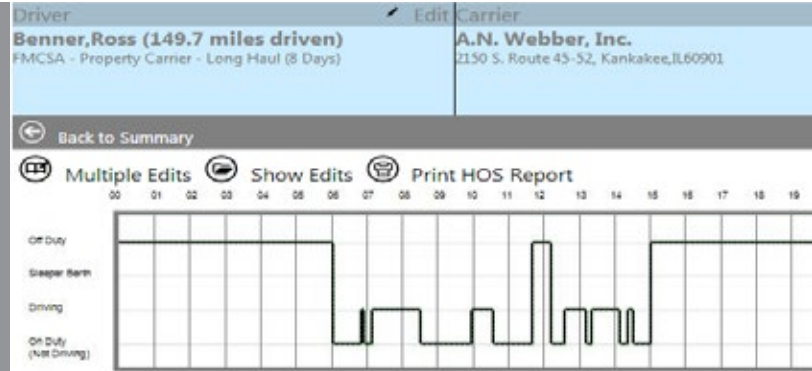 Driver Edit Carrier
Benner,Ross (149.7 miles driven) A.N. Webber, Inc.
FMCSA - Property Carrier - Long Haul (8 Days) 2150 S. Route 45-52, Kankakee,IL60901
Back to Summary
Multiple Edits Show Edits Print HOS Report
00 01 02 03 04 05 06 07 08 09 10 11 12 13 14 15 16 17 18 19
Off Duty
Sleeper Berth
Driving
On Duty
(Not Driving)